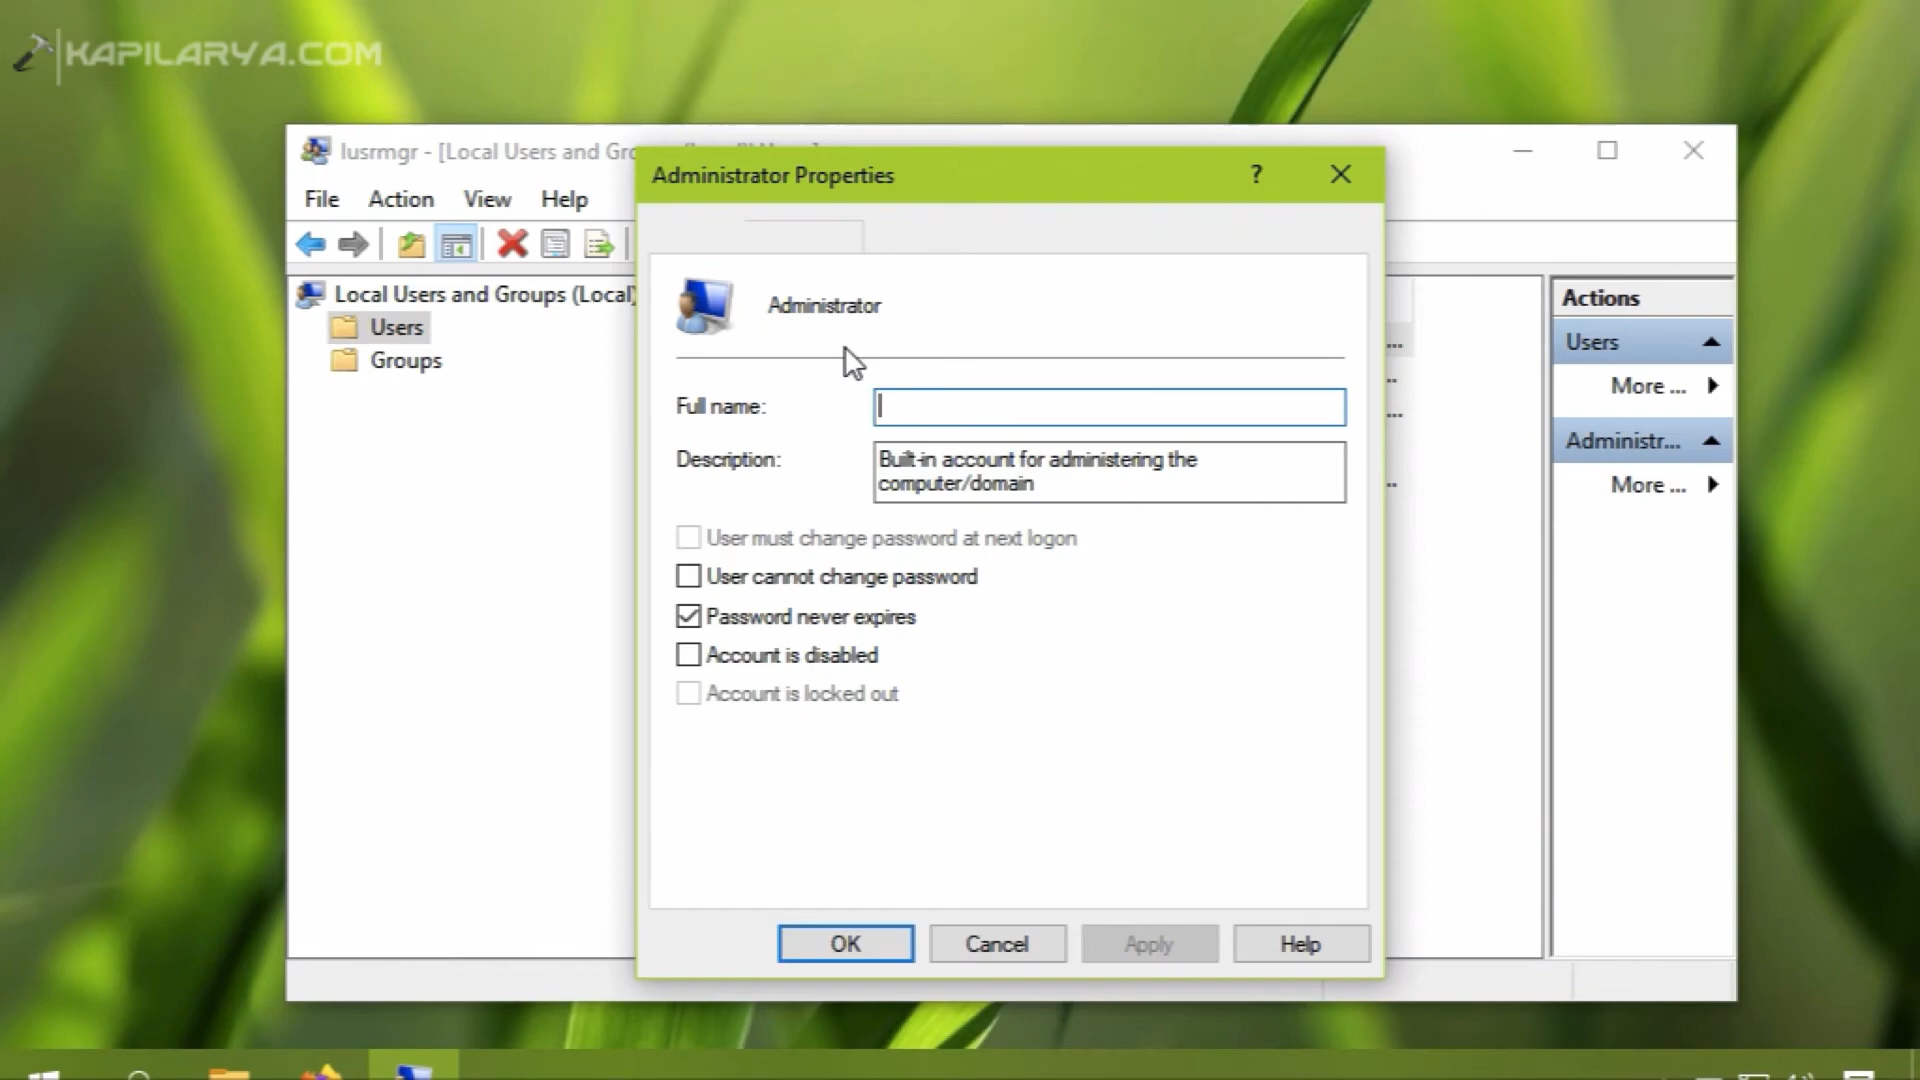 KAPILARYA.COM
lusrmgr - [Local Users and Gro
Administrator Properties
?
File Action View Help
Local Users and Groups (Local)
Users
Groups
Administrator
Full name:
Description:
Built-in account for administering the
computer/domain
User must change password at next logon
User cannot change password
Password never expires
Account is disabled
Account is locked out
OK Cancel Apply Help
Actions
Users
More ...
Administr...
More ...